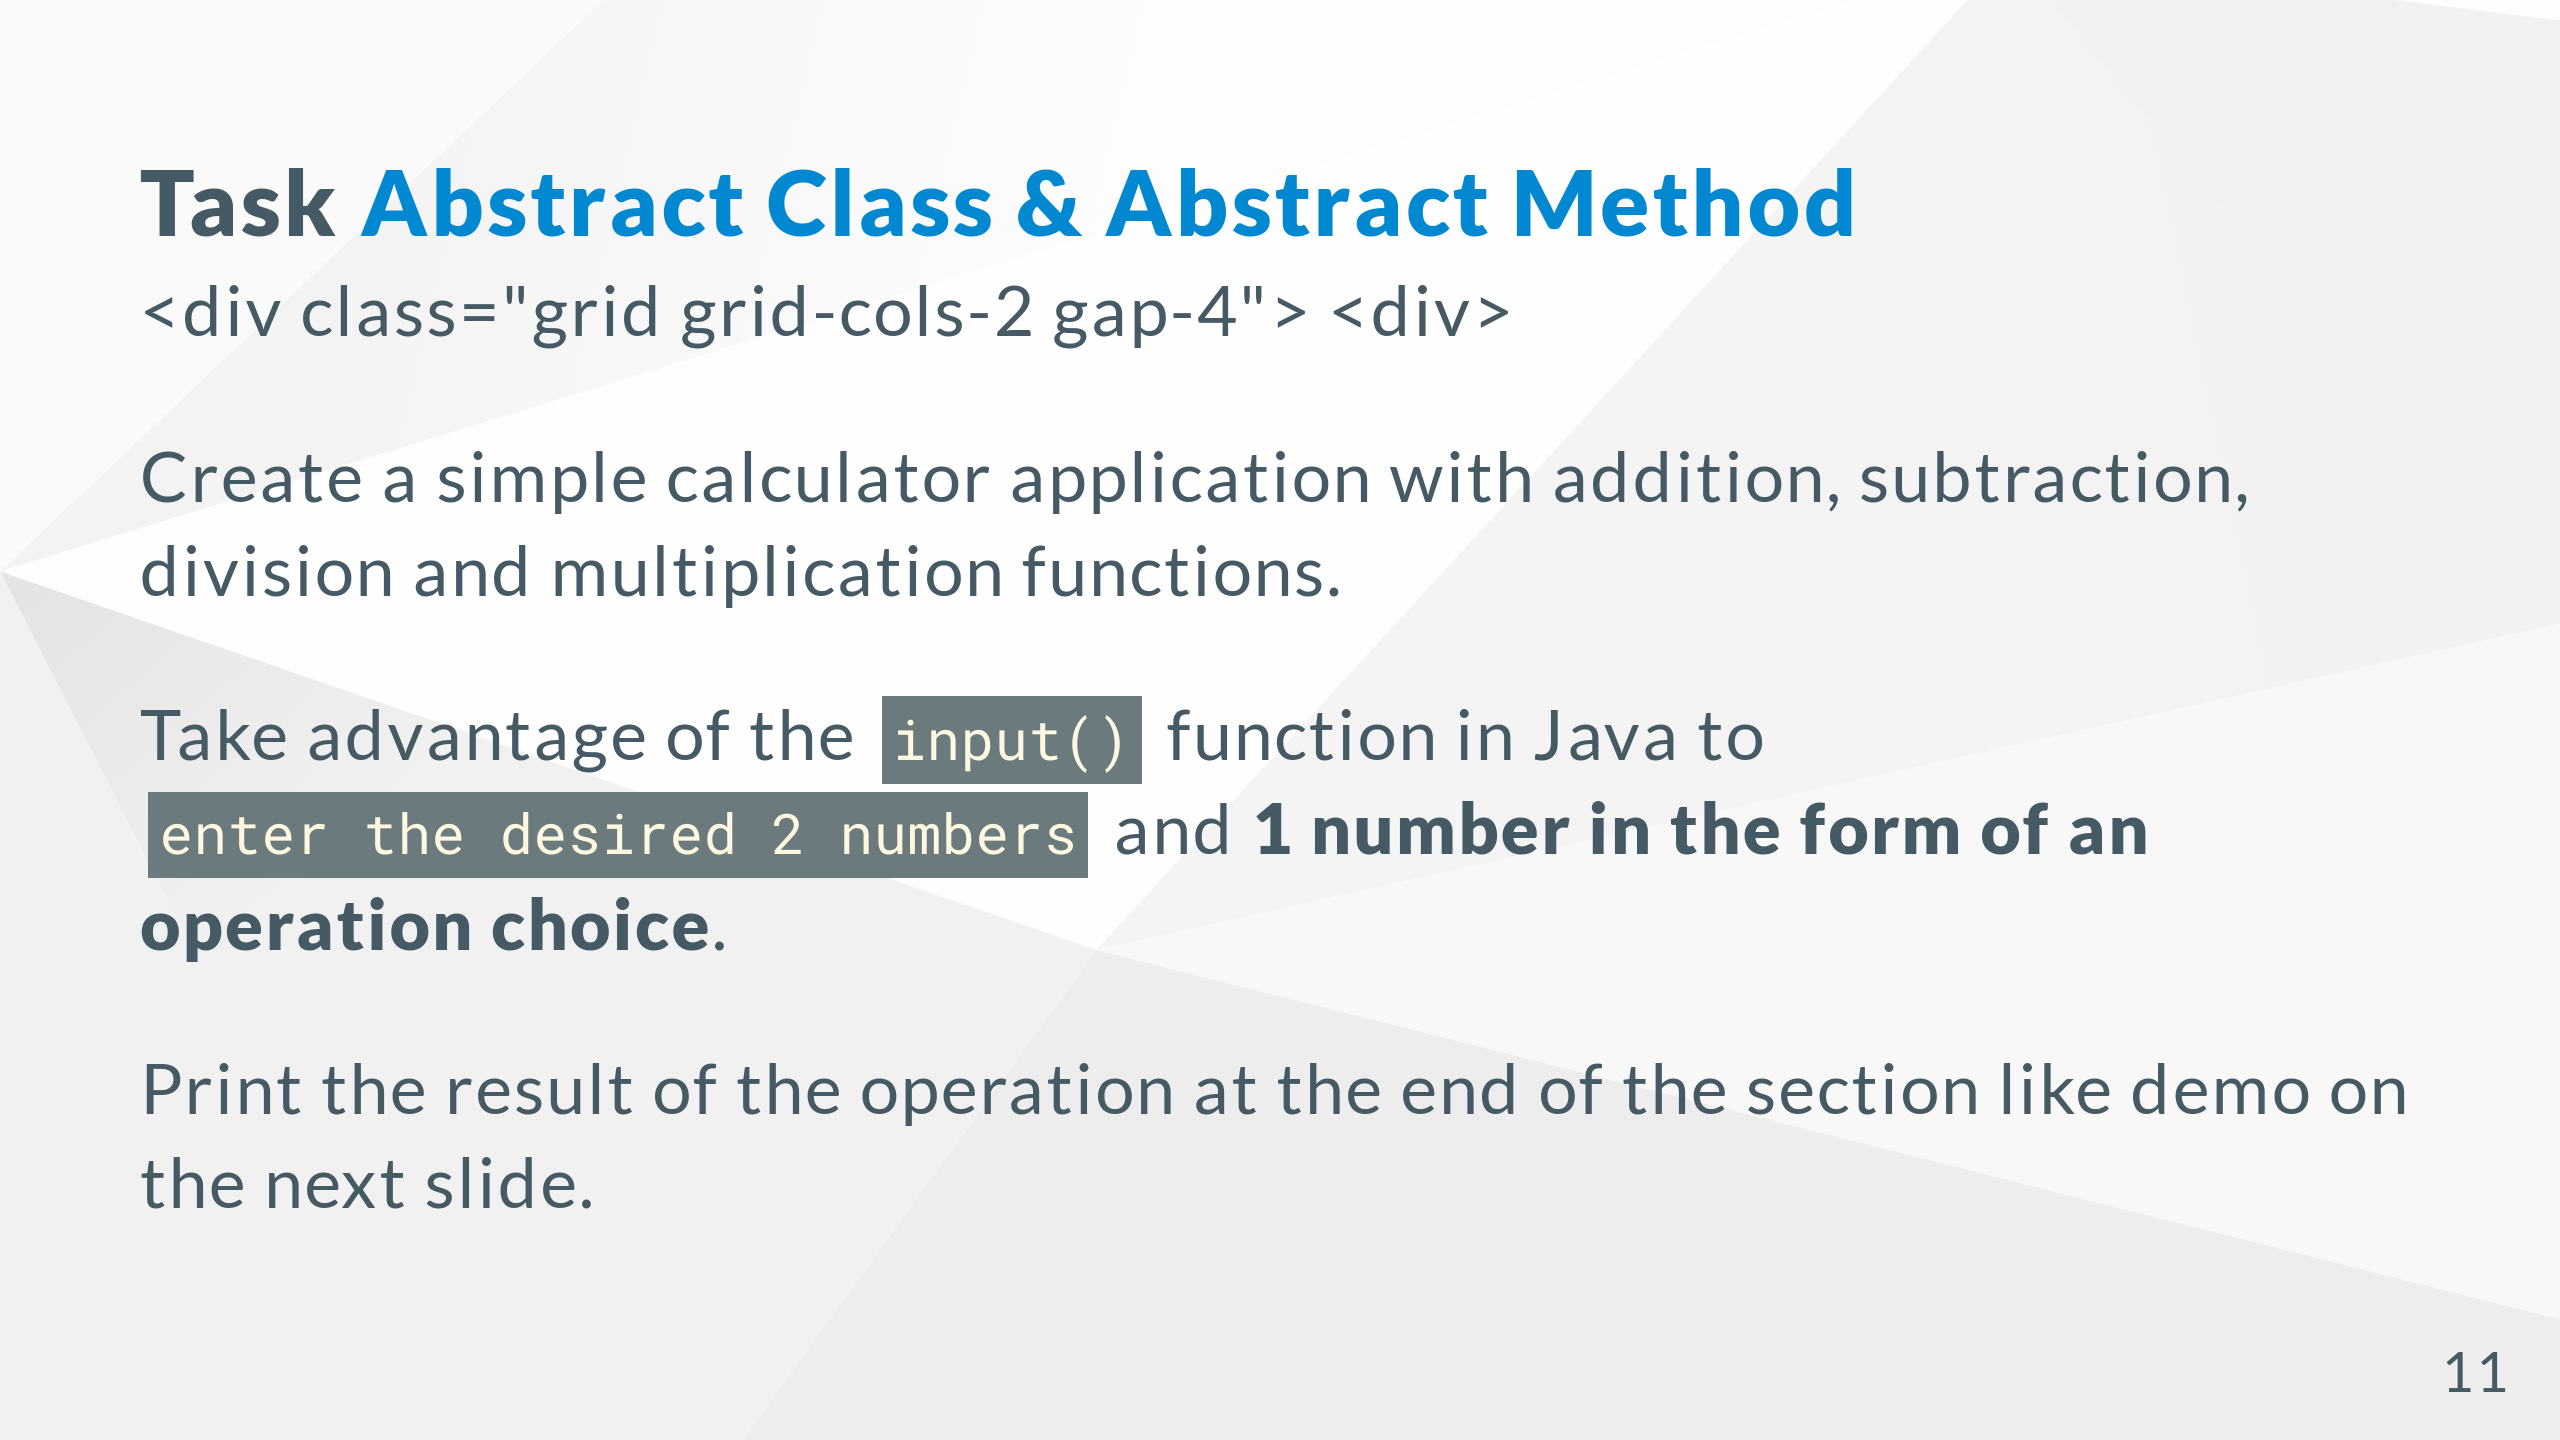 Task Abstract Class & Abstract Method
<div class="grid grid-cols-2 gap-4"> <div>
Create a simple calculator application with addition, subtraction,
division and multiplication functions.
Take advantage of the input() function in Java to
enter the desired 2 numbers and 1 number in the form of an
operation choice.
Print the result of the operation at the end of the section like demo on
the next slide.
11